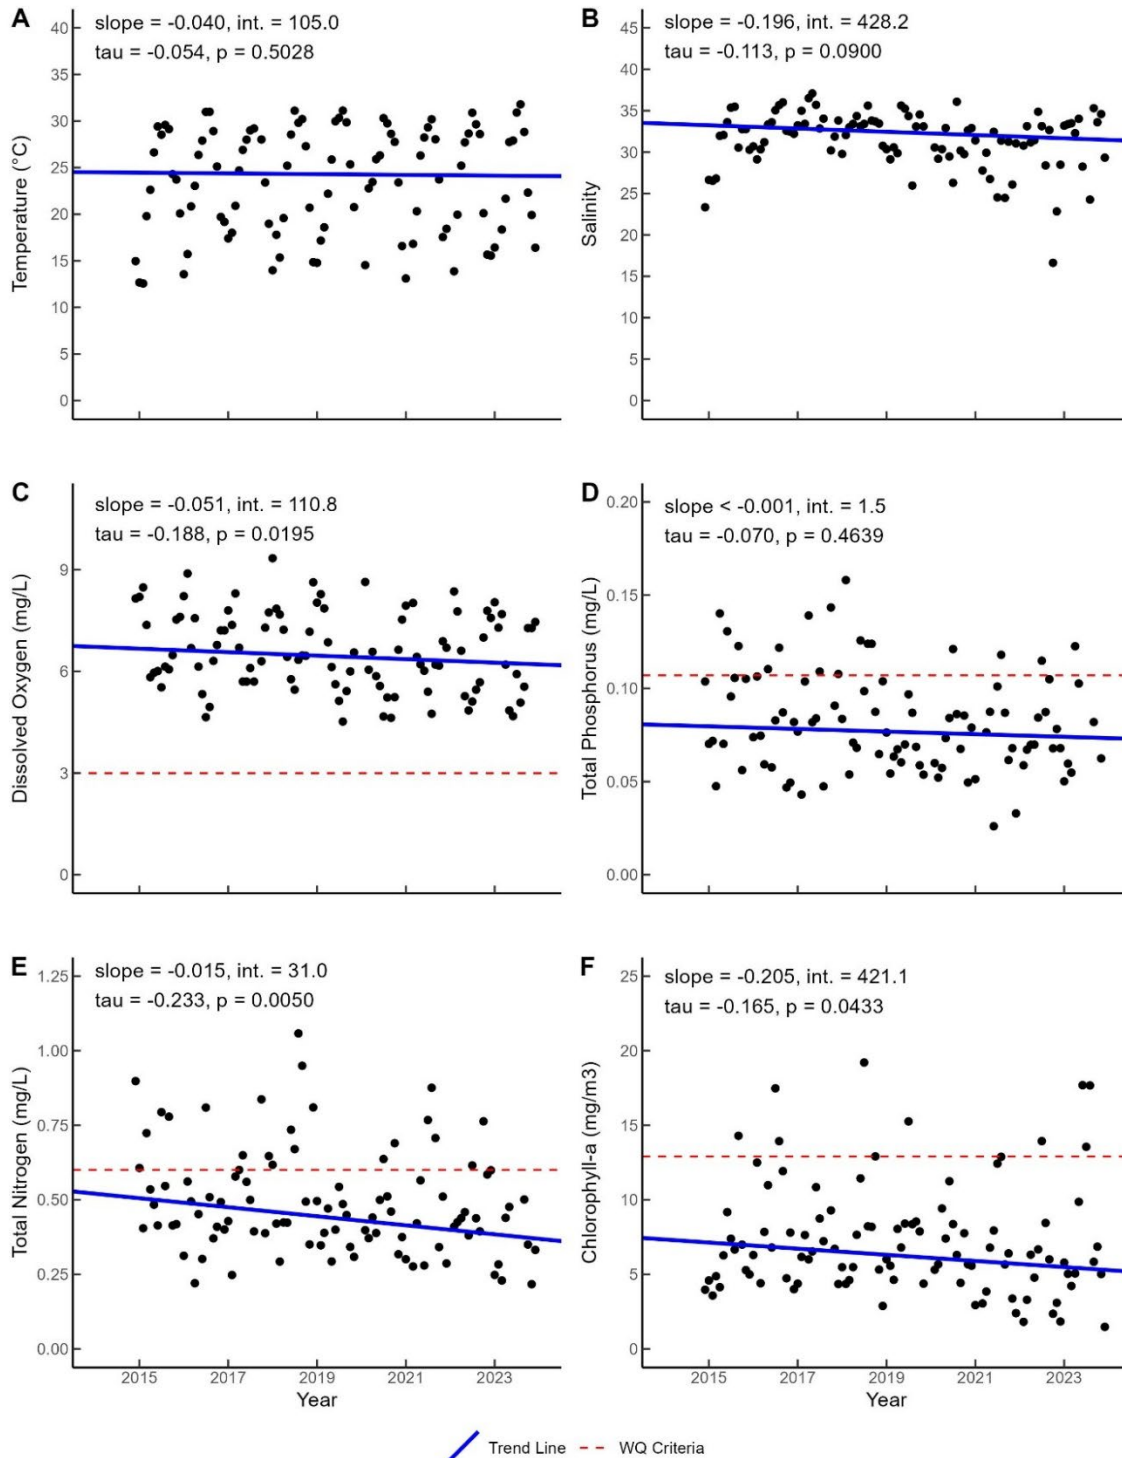 A
slope = -0.040, int. = 105.0
tau = -0.054, p = 0.5028
40
35
30
25
20
15
10
5
0
Temperature (°C)
B
slope = -0.196, int. = 428.2
tau = -0.113, p = 0.0900
45
40
35
30
25
20
15
10
5
0
Salinity
C
slope = -0.051, int. = 110.8
tau = -0.188, p = 0.0195
9
6
3
0
Dissolved Oxygen (mg/L)
D
slope < -0.001, int. = 1.5
tau = -0.070, p = 0.4639
0.20
0.15
0.10
0.05
0.00
Total Phosphorus (mg/L)
E
slope = -0.015, int. = 31.0
tau = -0.233, p = 0.0050
1.25
1.00
0.75
0.50
0.25
0.00
Total Nitrogen (mg/L)
2015 2017 2019 2021 2023
Year
F
slope = -0.205, int. = 421.1
tau = -0.165, p = 0.0433
25
20
15
10
5
0
Chlorophyll-a (mg/m3)
2015 2017 2019 2021 2023
Year
Trend Line
WQ Criteria